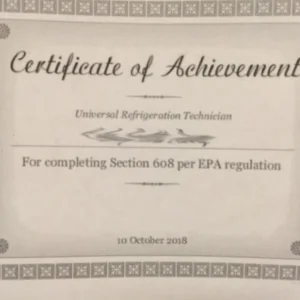 Certificate of Achievement
Universal Refrigeration Technician
For completing Section 608 per EPA regulation
10 October 2018